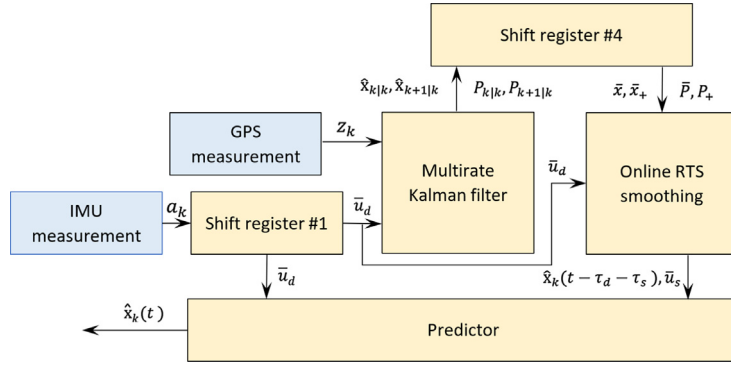 Shift register #4
x̂ₖ|ₖ, x̂ₖ₊₁|ₖ
Pₖ|ₖ, Pₖ₊₁|ₖ
x̄, x̄₊
P̄, P₊
GPS
measurement
zₖ
Multirate
Kalman filter
Online RTS
smoothing
ūd
IMU
measurement
aₖ
Shift register #1
ūd
ūd
x̂ₖ(t − τd − τs), ūs
x̂ₖ(t)
Predictor